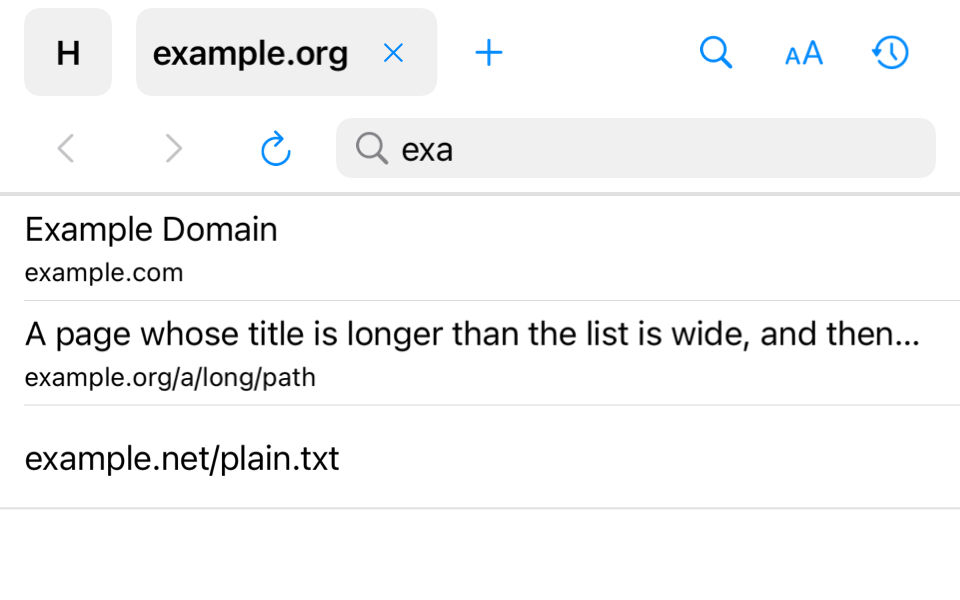 H
example.org
AA
exa
Example Domain
example.com
A page whose title is longer than the list is wide, and then...
example.org/a/long/path
example.net/plain.txt